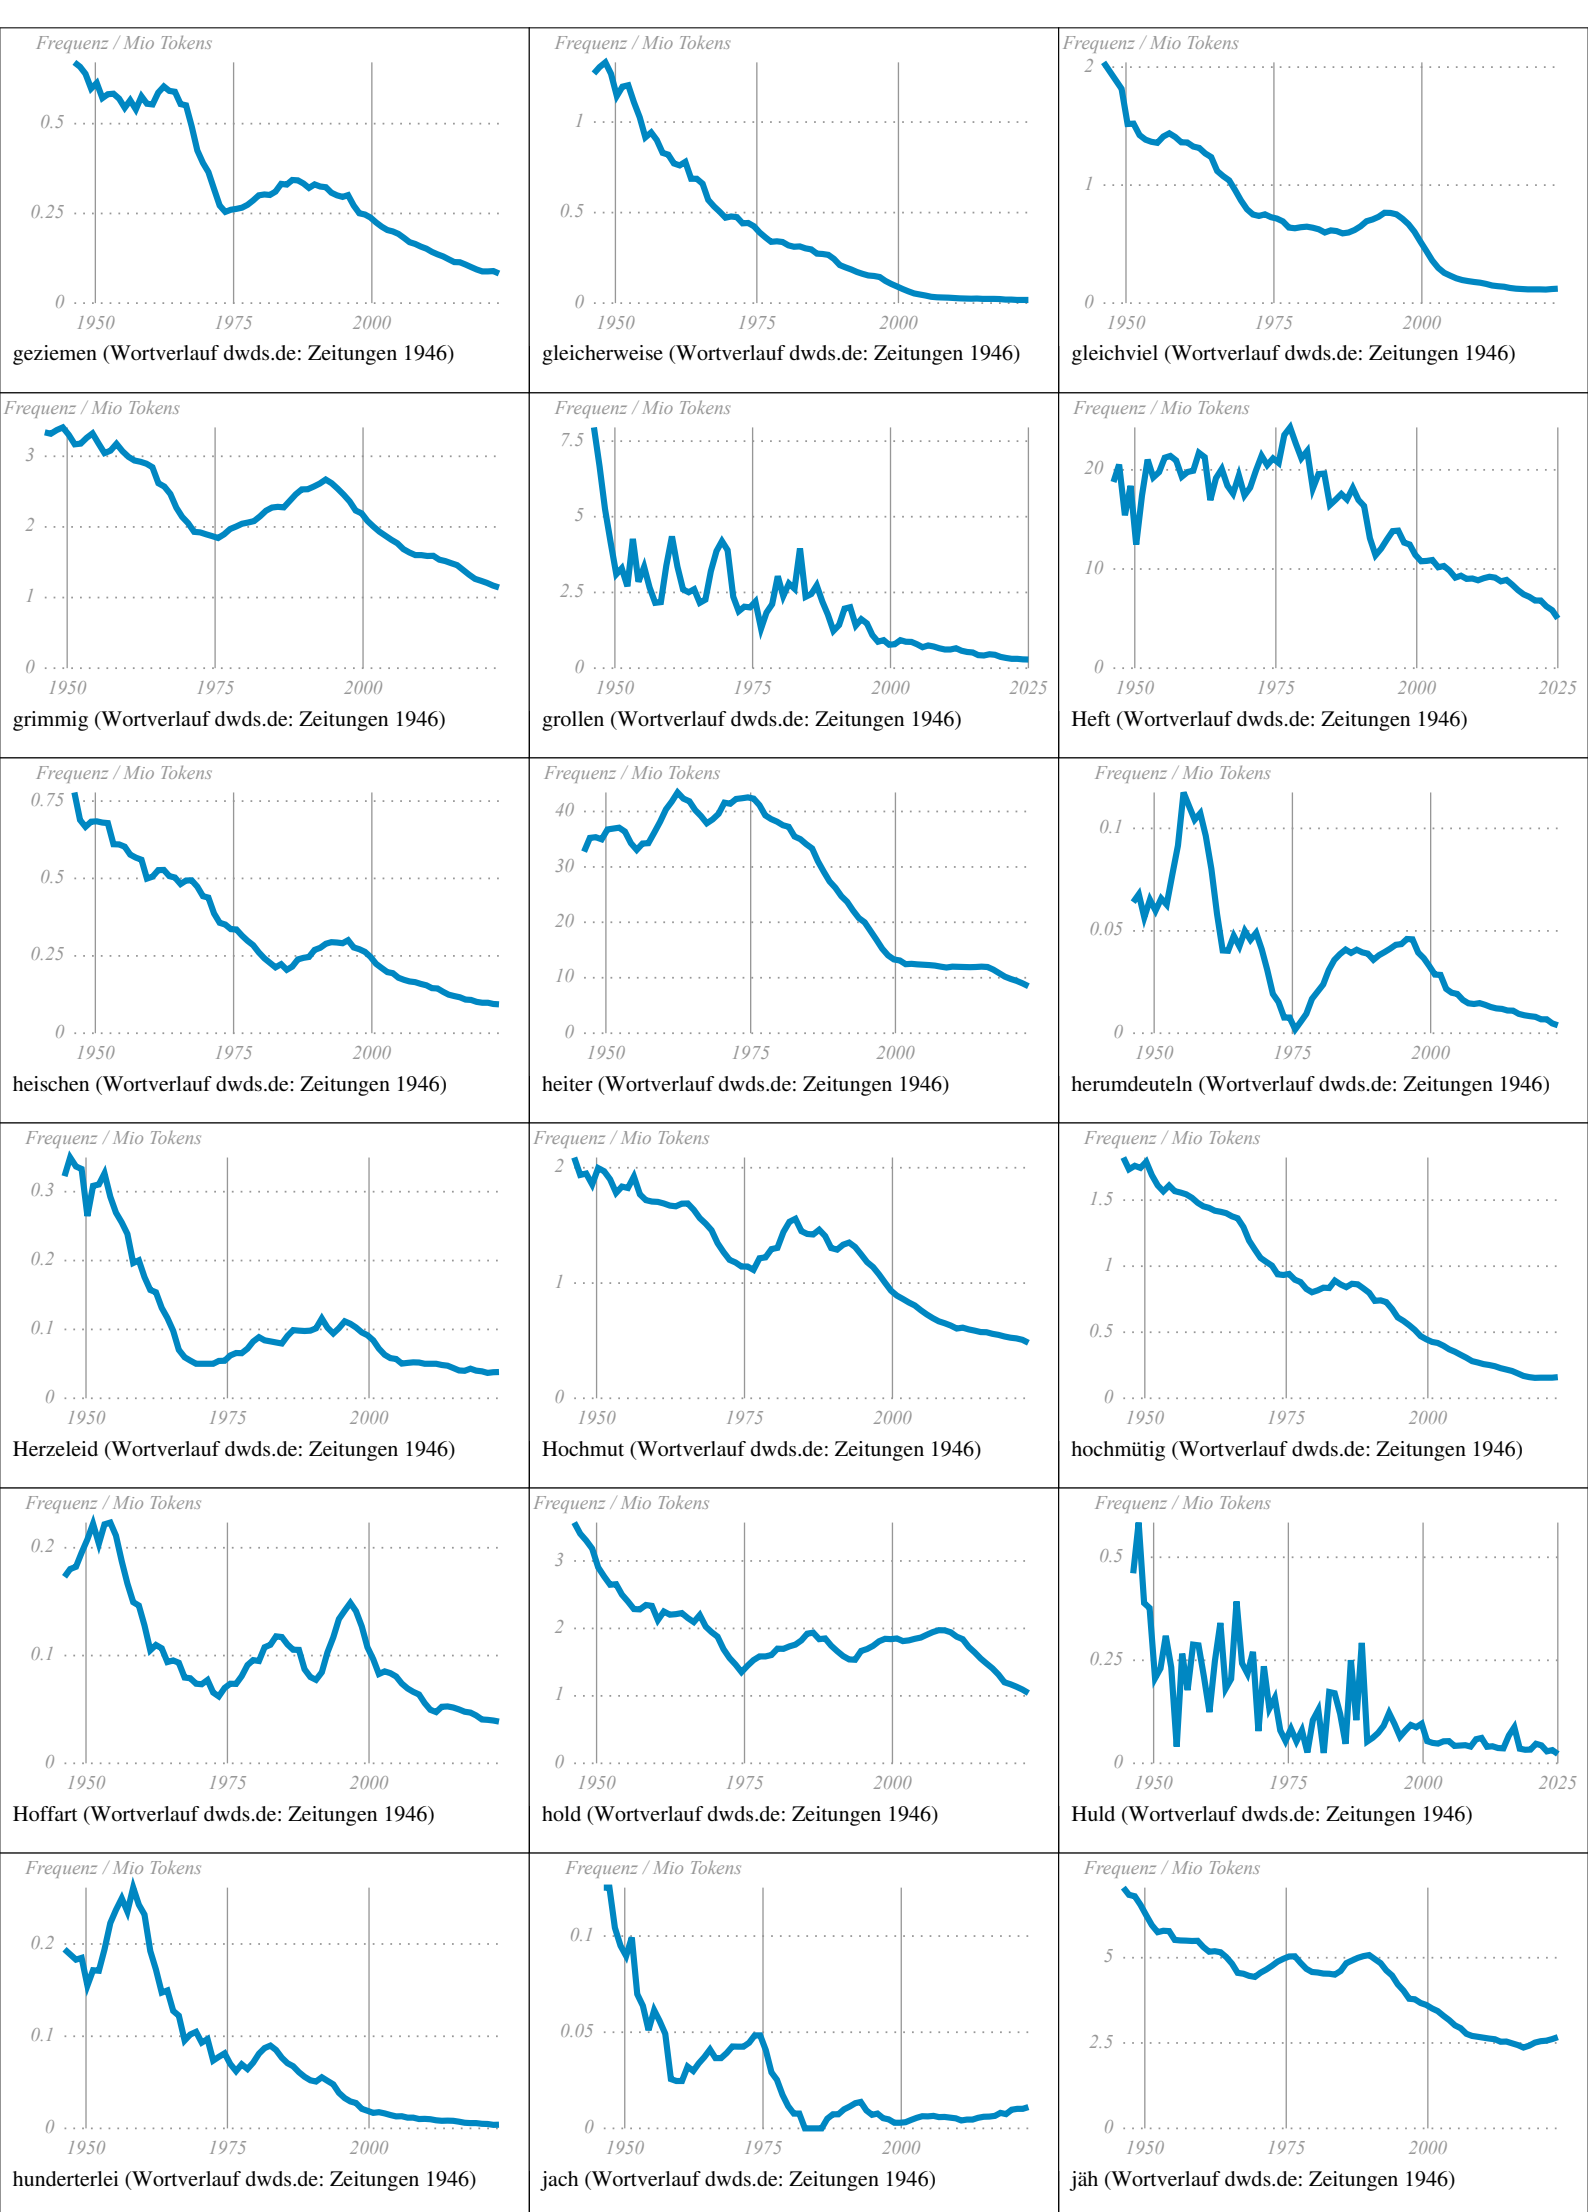 Frequenz / Mio Tokens
0.5
0.25
0
1950 1975 2000
geziemen (Wortverlauf dwds.de: Zeitungen 1946)
Frequenz / Mio Tokens
1
0.5
0
1950 1975 2000
gleicherweise (Wortverlauf dwds.de: Zeitungen 1946)
Frequenz / Mio Tokens
2
1
0
1950 1975 2000
gleichviel (Wortverlauf dwds.de: Zeitungen 1946)
Frequenz / Mio Tokens
3
2
1
0
1950 1975 2000
grimmig (Wortverlauf dwds.de: Zeitungen 1946)
Frequenz / Mio Tokens
7.5
5
2.5
0
1950 1975 2000 2025
grollen (Wortverlauf dwds.de: Zeitungen 1946)
Frequenz / Mio Tokens
20
10
0
1950 1975 2000 2025
Heft (Wortverlauf dwds.de: Zeitungen 1946)
Frequenz / Mio Tokens
0.75
0.5
0.25
0
1950 1975 2000
heischen (Wortverlauf dwds.de: Zeitungen 1946)
Frequenz / Mio Tokens
40
30
20
10
0
1950 1975 2000
heiter (Wortverlauf dwds.de: Zeitungen 1946)
Frequenz / Mio Tokens
0.1
0.05
0
1950 1975 2000
herumdeuteln (Wortverlauf dwds.de: Zeitungen 1946)
Frequenz / Mio Tokens
0.3
0.2
0.1
0
1950 1975 2000
Herzeleid (Wortverlauf dwds.de: Zeitungen 1946)
Frequenz / Mio Tokens
2
1
0
1950 1975 2000
Hochmut (Wortverlauf dwds.de: Zeitungen 1946)
Frequenz / Mio Tokens
1.5
1
0.5
0
1950 1975 2000
hochmütig (Wortverlauf dwds.de: Zeitungen 1946)
Frequenz / Mio Tokens
0.2
0.1
0
1950 1975 2000
Hoffart (Wortverlauf dwds.de: Zeitungen 1946)
Frequenz / Mio Tokens
3
2
1
0
1950 1975 2000
hold (Wortverlauf dwds.de: Zeitungen 1946)
Frequenz / Mio Tokens
0.5
0.25
0
1950 1975 2000 2025
Huld (Wortverlauf dwds.de: Zeitungen 1946)
Frequenz / Mio Tokens
0.2
0.1
0
1950 1975 2000
hunderterlei (Wortverlauf dwds.de: Zeitungen 1946)
Frequenz / Mio Tokens
0.1
0.05
0
1950 1975 2000
jach (Wortverlauf dwds.de: Zeitungen 1946)
Frequenz / Mio Tokens
5
2.5
0
1950 1975 2000
jäh (Wortverlauf dwds.de: Zeitungen 1946)